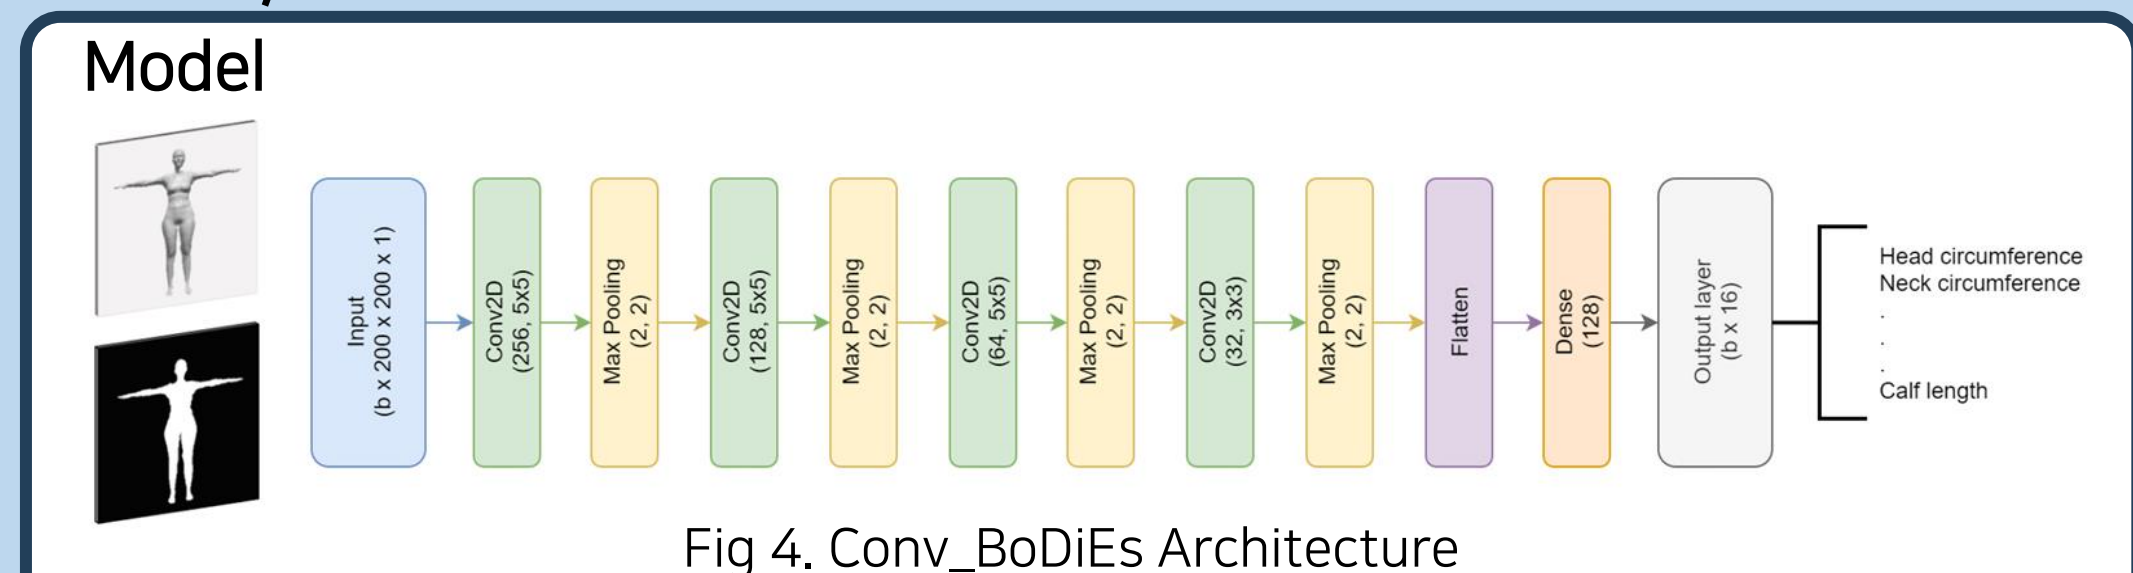 Model
Input
(b x 200 x 200 x 1)
Conv2D
(256, 5x5)
Max Pooling
(2, 2)
Conv2D
(128, 5x5)
Max Pooling
(2, 2)
Conv2D
(64, 5x5)
Max Pooling
(2, 2)
Conv2D
(32, 3x3)
Max Pooling
(2, 2)
Flatten
Dense
(128)
Output layer
(b x 16)
Head circumference
Neck circumference
.
.
.
Calf length
Fig 4. Conv_BoDiEs Architecture